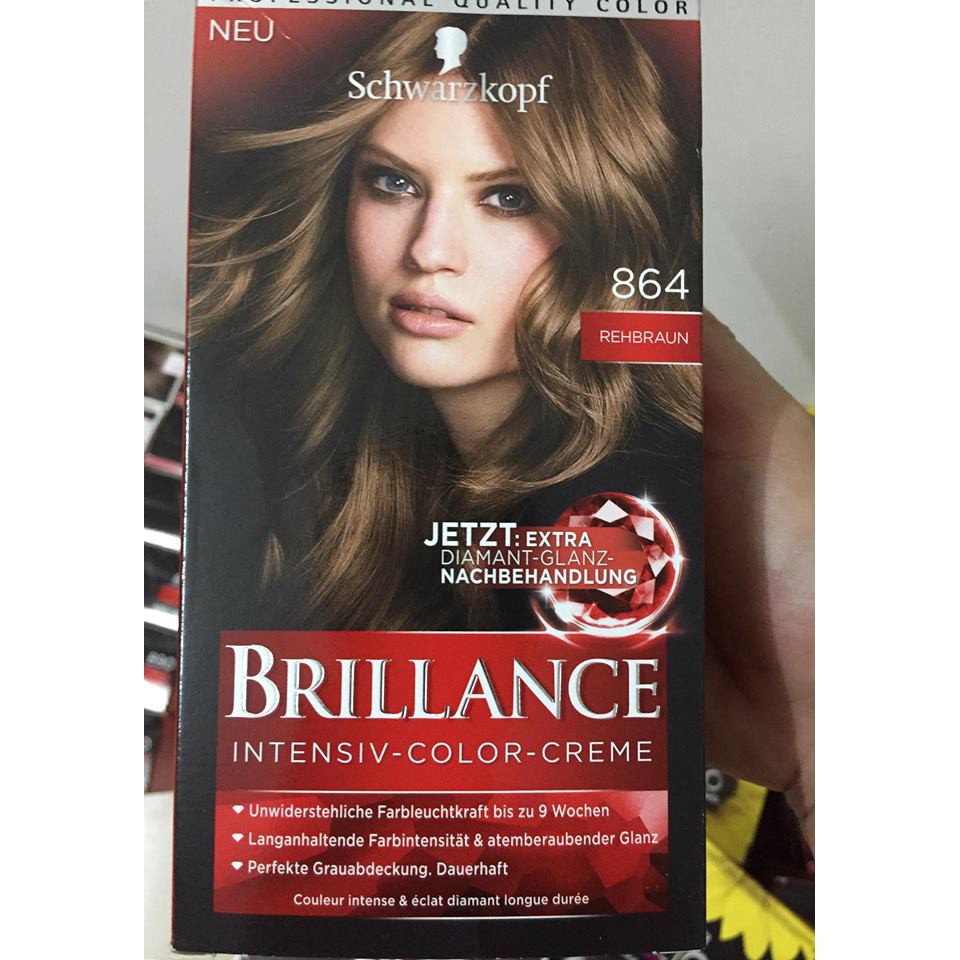 PROFESSIONAL QUALITY COLOR
NEU
Schwarzkopf
864
REHBRAUN
JETZT: EXTRA
DIAMANT-GLANZ-
NACHBEHANDLUNG
BRILLANCE
INTENSIV-COLOR-CREME
Unwiderstehliche Farbleuchtkraft bis zu 9 Wochen
Langanhaltende Farbintensität & atemberaubender Glanz
Perfekte Grauabdeckung. Dauerhaft
Couleur intense & éclat diamant longue durée